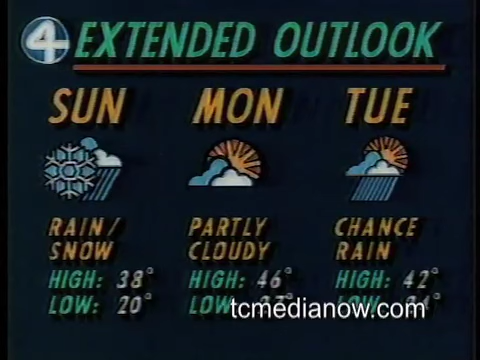 4 EXTENDED OUTLOOK
SUN MON TUE
RAIN/ PARTLY CHANCE
SNOW CLOUDY RAIN
HIGH: 38° HIGH: 46° HIGH: 42°
LOW: 20° LOW
tcmedianow.com